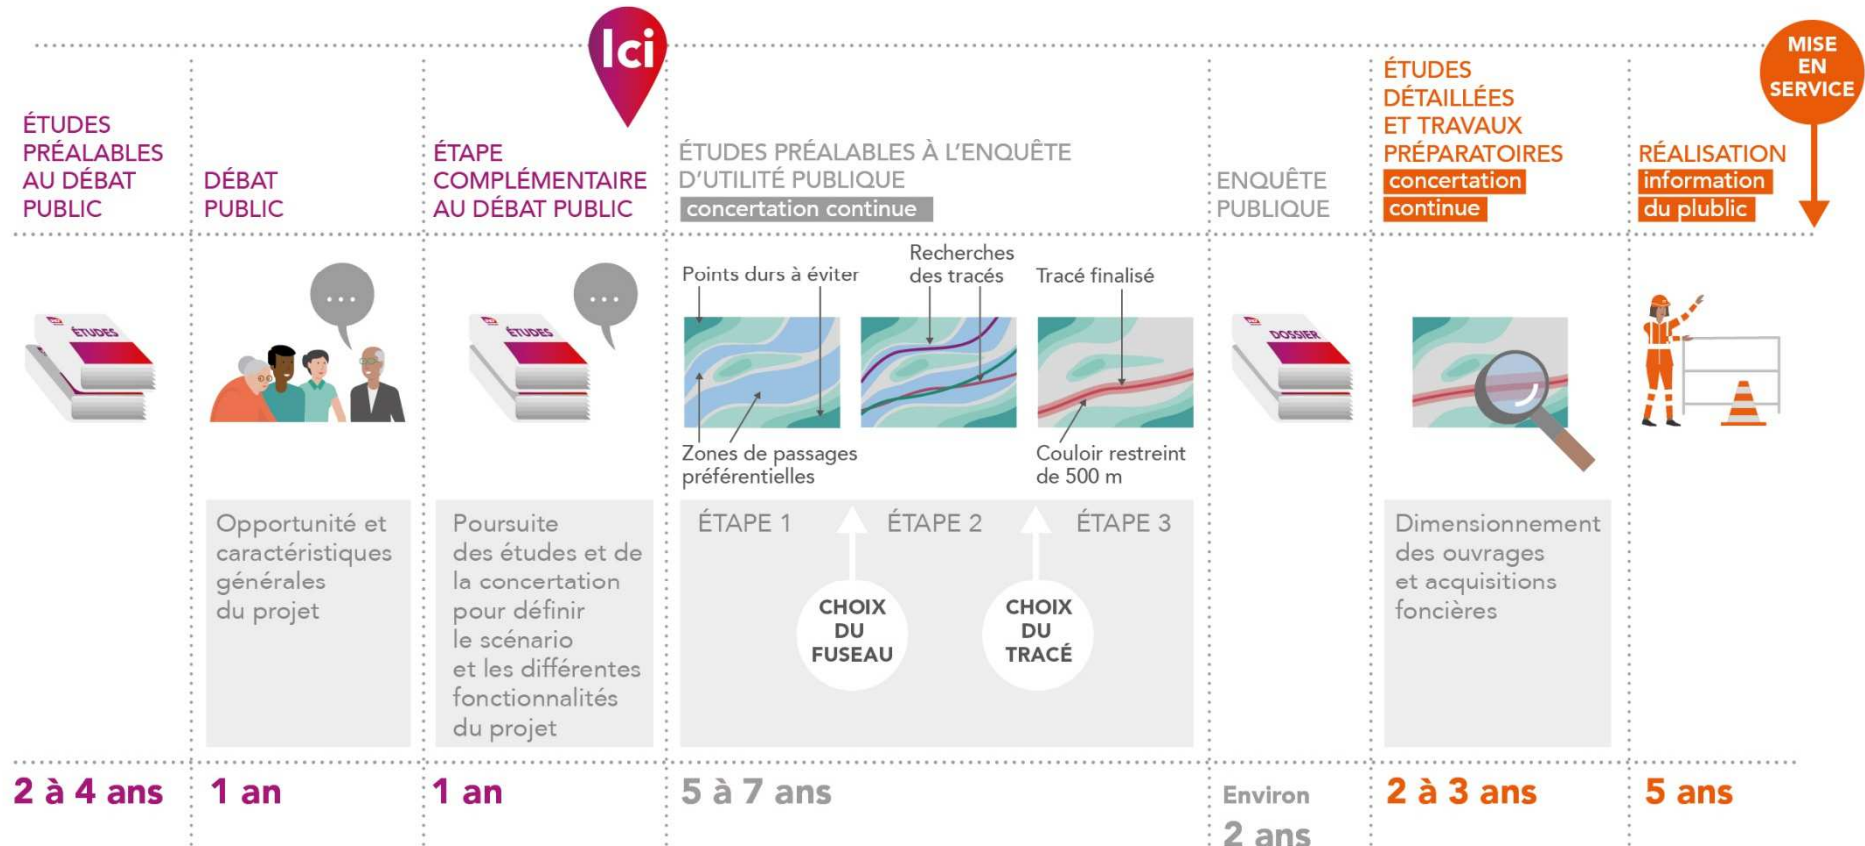 Ici
MISE
EN
SERVICE
ÉTUDES
PRÉALABLES
AU DÉBAT
PUBLIC
DÉBAT
PUBLIC
ÉTAPE
COMPLÉMENTAIRE
AU DÉBAT PUBLIC
ÉTUDES PRÉALABLES À L'ENQUÊTE
D'UTILITÉ PUBLIQUE
concertation continue
ENQUÊTE
PUBLIQUE
ÉTUDES
DÉTAILLÉES
ET TRAVAUX
PRÉPARATOIRES
concertation
continue
RÉALISATION
information
du plublic
ÉTUDES
...
ÉTUDES
...
Points durs à éviter
Zones de passages
préférentielles
Recherches
des tracés
Tracé finalisé
Couloir restreint
de 500 m
DOSSIER
Opportunité et
caractéristiques
générales
du projet
Poursuite
des études et de
la concertation
pour définir
le scénario
et les différentes
fonctionnalités
du projet
ÉTAPE 1
CHOIX
DU
FUSEAU
ÉTAPE 2
CHOIX
DU
TRACÉ
ÉTAPE 3
Dimensionnement
des ouvrages
et acquisitions
foncières
2 à 4 ans
1 an
1 an
5 à 7 ans
Environ
2 ans
2 à 3 ans
5 ans